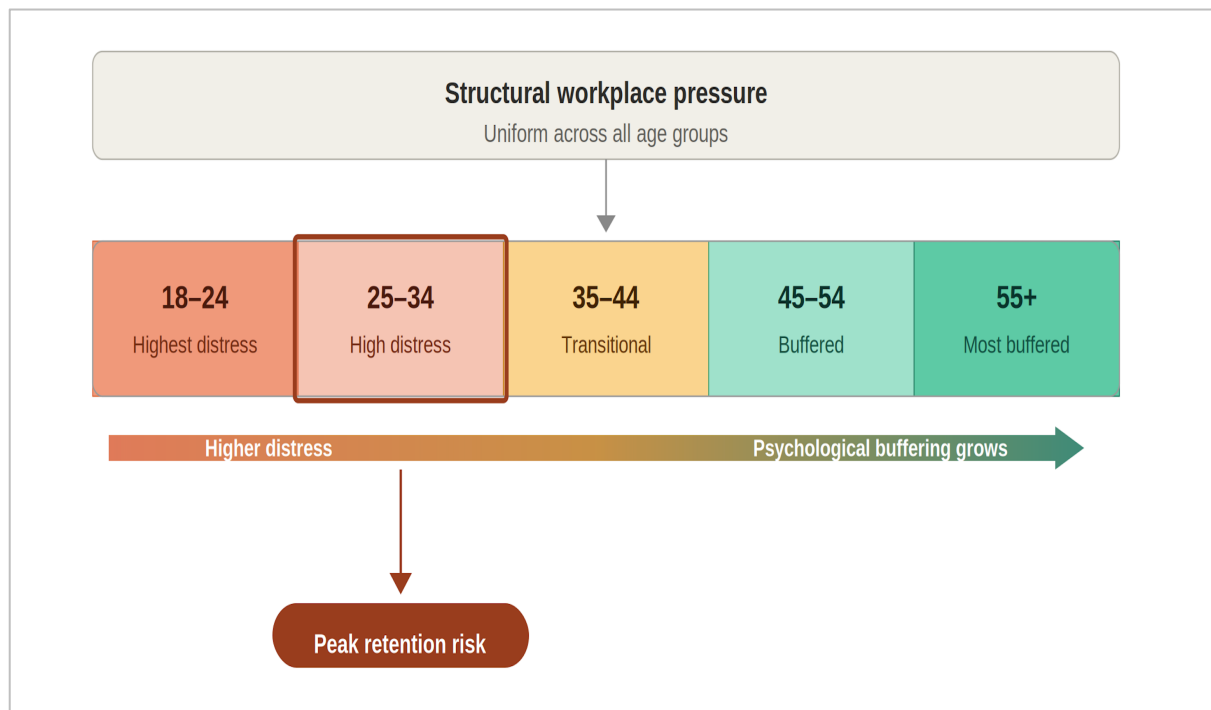 Structural workplace pressure
Uniform across all age groups
18–24
25–34
35–44
45–54
55+
Highest distress
High distress
Transitional
Buffered
Most buffered
Higher distress
Psychological buffering grows
Peak retention risk